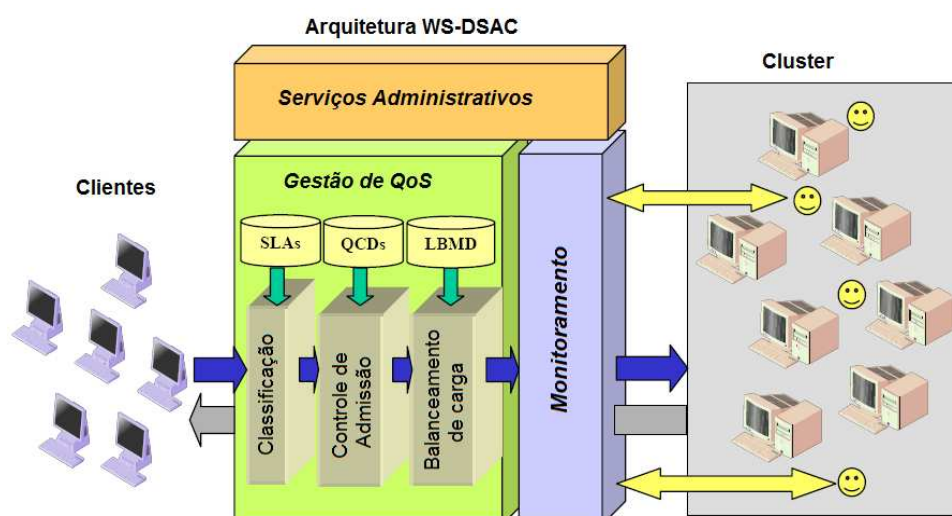 Arquitetura WS-DSAC
Cluster
Serviços Administrativos
Clientes
Gestão de QoS
SLAs
QCDs
LBMD
Classificação
Controle de
Admissão
Balanceamento
de carga
Monitoramento